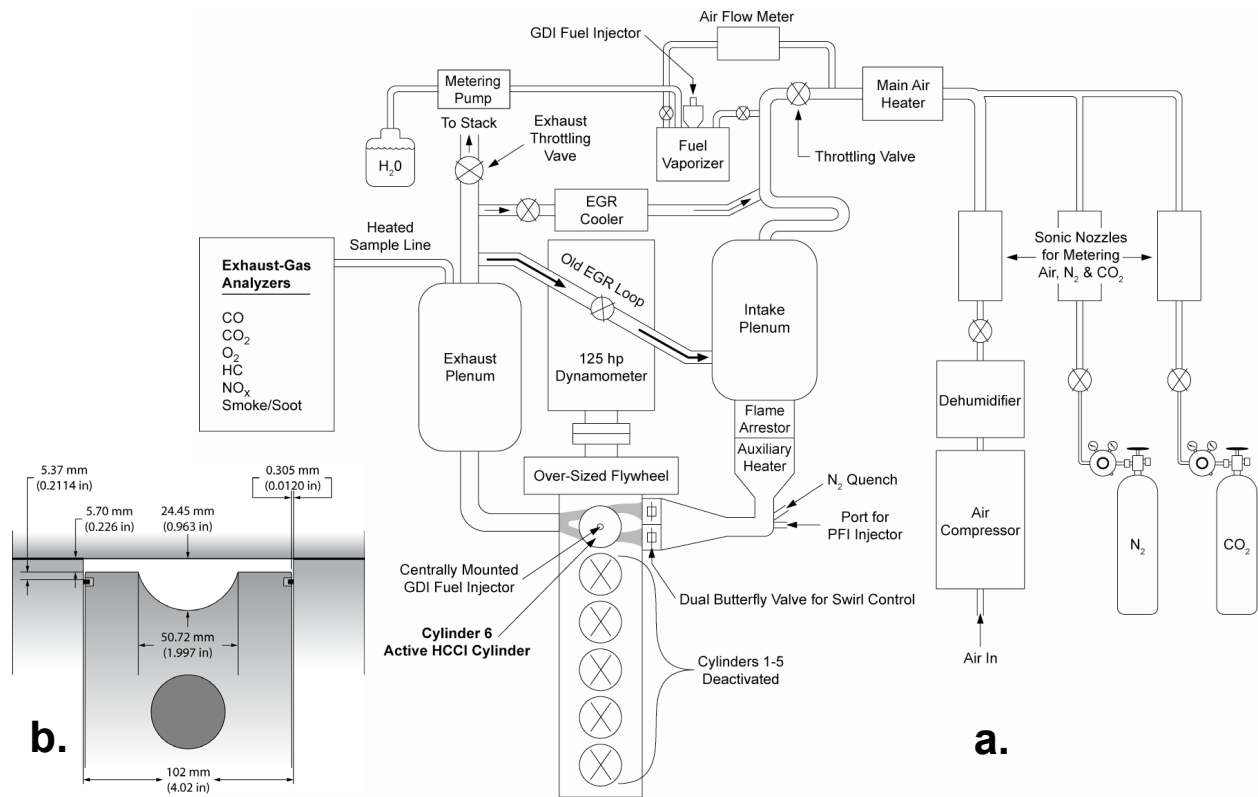 Air Flow Meter
GDI Fuel
Injector
Metering
Pump
Main Air
Heater
To Stack
Exhaust
Throttling
Vave
Fuel
Vaporizer
Throttling Valve
H20
EGR
Cooler
Heated
Sample Line
Sonic Nozzles
for Metering
Air, N2 & CO2
Exhaust-Gas
Analyzers
CO
CO2
O2
HC
NOX
Smoke/Soot
Old EGR Loop
Intake
Plenum
Exhaust
Plenum
125 hp
Dynamometer
Dehumidifier
Flame
Arrestor
Auxiliary
Heater
5.37 mm
(0.2114 in)
0.305 mm
(0.0120 in)
Over-Sized Flywheel
N2 Quench
5.70 mm
(0.226 in)
24.45 mm
(0.963 in)
Port for
PFI Injector
Air
Compressor
N2
CO2
Centrally Mounted
GDI Fuel Injector
Dual Butterfly Valve for Swirl Control
50.72 mm
(1.997 in)
Cylinder 6
Active HCCI Cylinder
Cylinders 1-5
Deactivated
Air In
b.
a.
102 mm
(4.02 in)